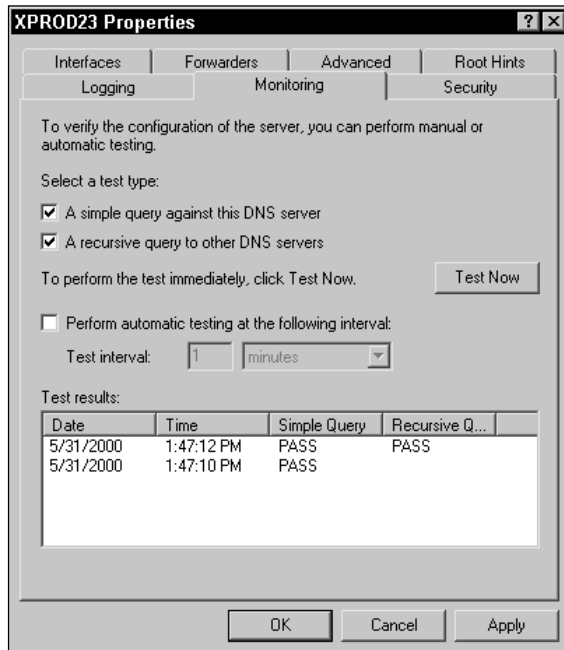 XPROD23 Properties
Interfaces Forwarders Advanced Root Hints
Logging Monitoring Security
To verify the configuration of the server, you can perform manual or
automatic testing.
Select a test type:
A simple query against this DNS server
A recursive query to other DNS servers
To perform the test immediately, click Test Now. Test Now
Perform automatic testing at the following interval:
Test interval: 1 minutes
Test results:
Date Time Simple Query Recursive Q...
5/31/2000 1:47:12 PM PASS PASS
5/31/2000 1:47:10 PM PASS
OK Cancel Apply